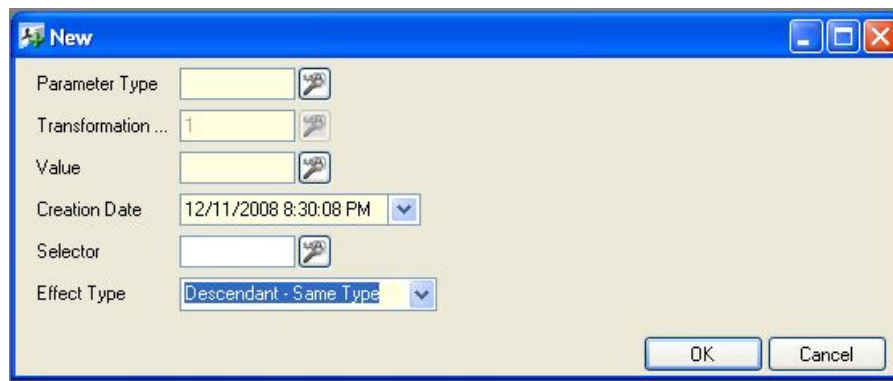 New
Parameter Type
Transformation ... 1
Value
Creation Date 12/11/2008 8:30:08 PM
Selector
Effect Type Descendant - Same Type
OK Cancel